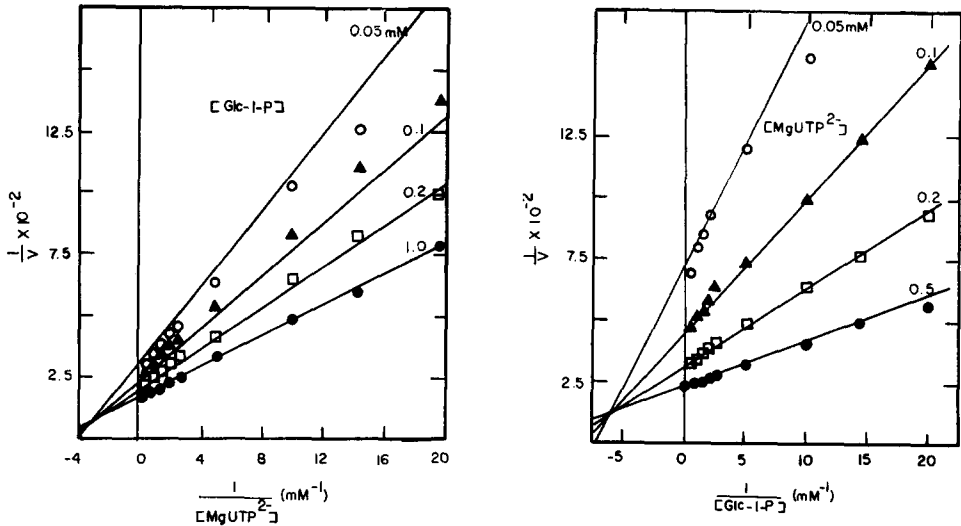 0.05 mM
[Glc-1-P]
0.1
0.2
1.0
12.5
7.5
2.5
1/V × 10⁻²
-4 0 4 8 12 16 20
1/[MgUTP²⁻] (mM⁻¹)
0.05 mM
0.1
[MgUTP²⁻]
0.2
0.5
12.5
7.5
2.5
1/V × 10⁻²
-5 0 5 10 15 20
1/[Glc-1-P] (mM⁻¹)